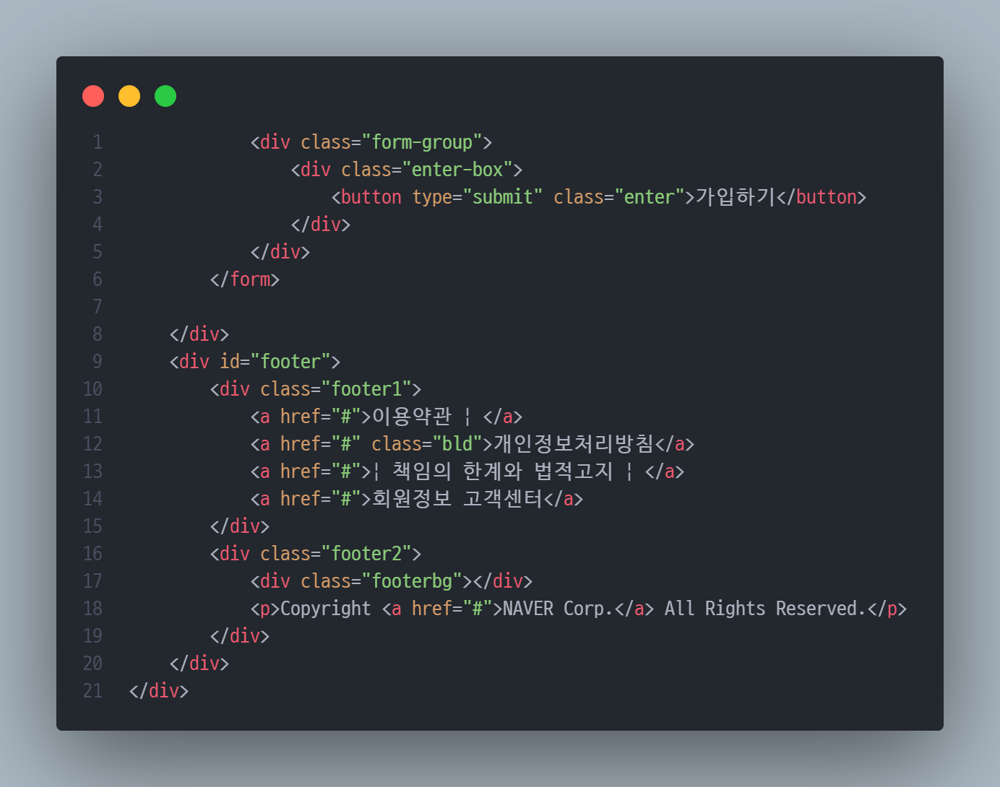 1 <div class="form-group">
2 <div class="enter-box">
3 <button type="submit" class="enter">가입하기</button>
4 </div>
5 </div>
6 </form>
7
8 </div>
9 <div id="footer">
10 <div class="footer1">
11 <a href="#">이용약관 ¦ </a>
12 <a href="#" class="bld">개인정보처리방침</a>
13 <a href="#">¦ 책임의 한계와 법적고지 ¦ </a>
14 <a href="#">회원정보 고객센터</a>
15 </div>
16 <div class="footer2">
17 <div class="footerbg"></div>
18 <p>Copyright <a href="#">NAVER Corp.</a> All Rights Reserved.</p>
19 </div>
20 </div>
21 </div>